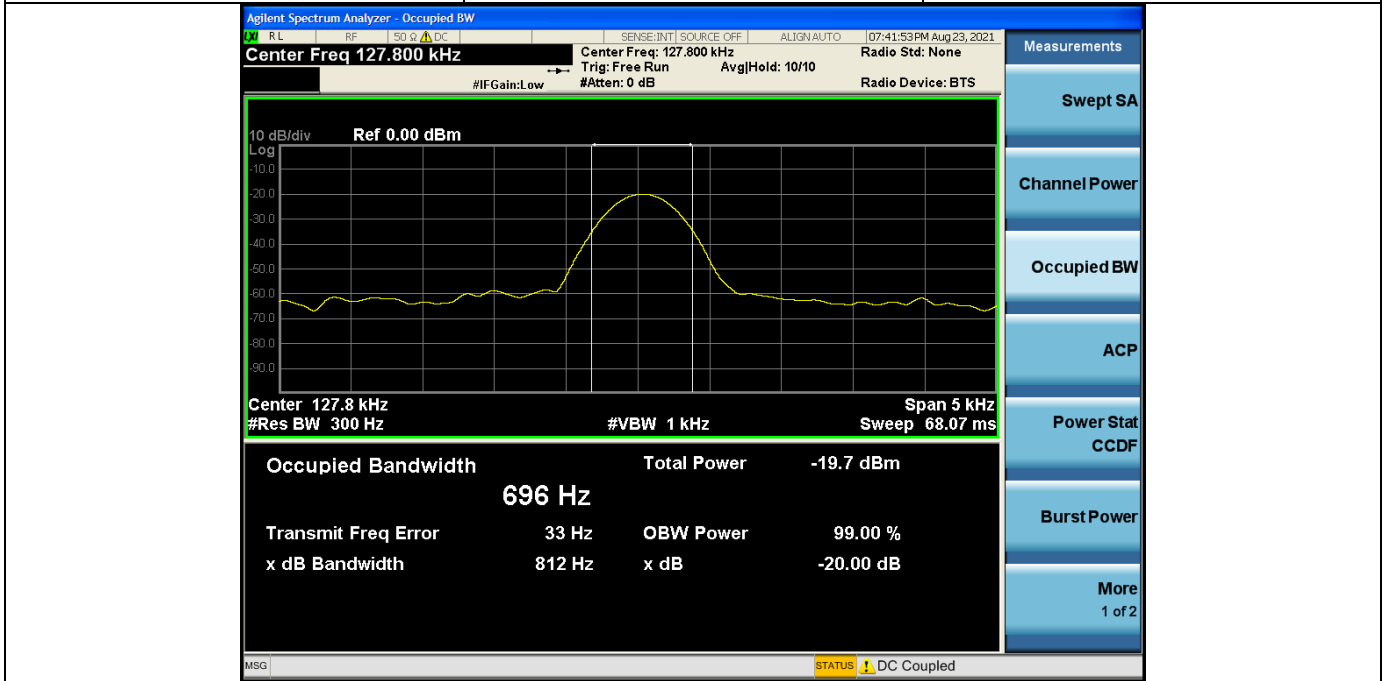 Agilent Spectrum Analyzer - Occupied BW
LXI RL RF 50 Ω ⚠ DC SENSE:INT SOURCE OFF ALIGN AUTO 07:41:53 PM Aug 23, 2021
Center Freq 127.800 kHz Center Freq: 127.800 kHz Radio Std: None
Trig: Free Run Avg|Hold: 10/10
#IFGain:Low #Atten: 0 dB Radio Device: BTS
10 dB/div Ref 0.00 dBm
Log
-10.0
-20.0
-30.0
-40.0
-50.0
-60.0
-70.0
-80.0
-90.0
Center 127.8 kHz Span 5 kHz
#Res BW 300 Hz #VBW 1 kHz Sweep 68.07 ms
Occupied Bandwidth Total Power -19.7 dBm
696 Hz
Transmit Freq Error 33 Hz OBW Power 99.00 %
x dB Bandwidth 812 Hz x dB -20.00 dB
Measurements
Swept SA
Channel Power
Occupied BW
ACP
Power Stat
CCDF
Burst Power
More
1 of 2
MSG STATUS ⚠ DC Coupled